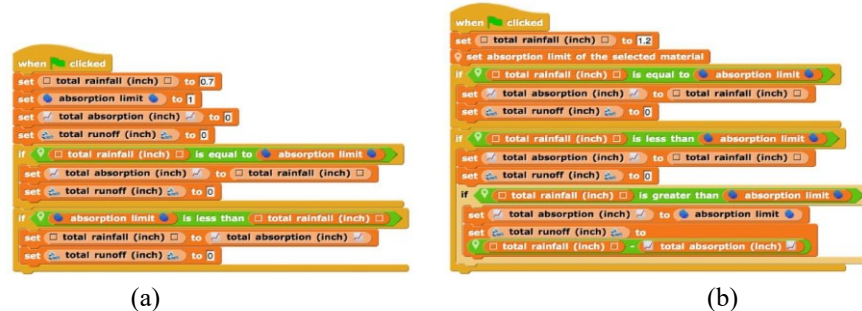 when clicked
set total rainfall (inch) to 0.7
set absorption limit to 1
set total absorption (inch) to 0
set total runoff (inch) to 0
if total rainfall (inch) is equal to absorption limit
set total absorption (inch) to total rainfall (inch)
set total runoff (inch) to 0
if absorption limit is less than total rainfall (inch)
set total rainfall (inch) to total absorption (inch)
set total runoff (inch) to 0
(a)
when clicked
set total rainfall (inch) to 1.2
set absorption limit of the selected material
if total rainfall (inch) is equal to absorption limit
set total absorption (inch) to total rainfall (inch)
set total runoff (inch) to 0
if total rainfall (inch) is less than absorption limit
set total absorption (inch) to total rainfall (inch)
set total runoff (inch) to 0
if total rainfall (inch) is greater than absorption limit
set total absorption (inch) to absorption limit
set total runoff (inch) to
total rainfall (inch) - total absorption (inch)
(b)